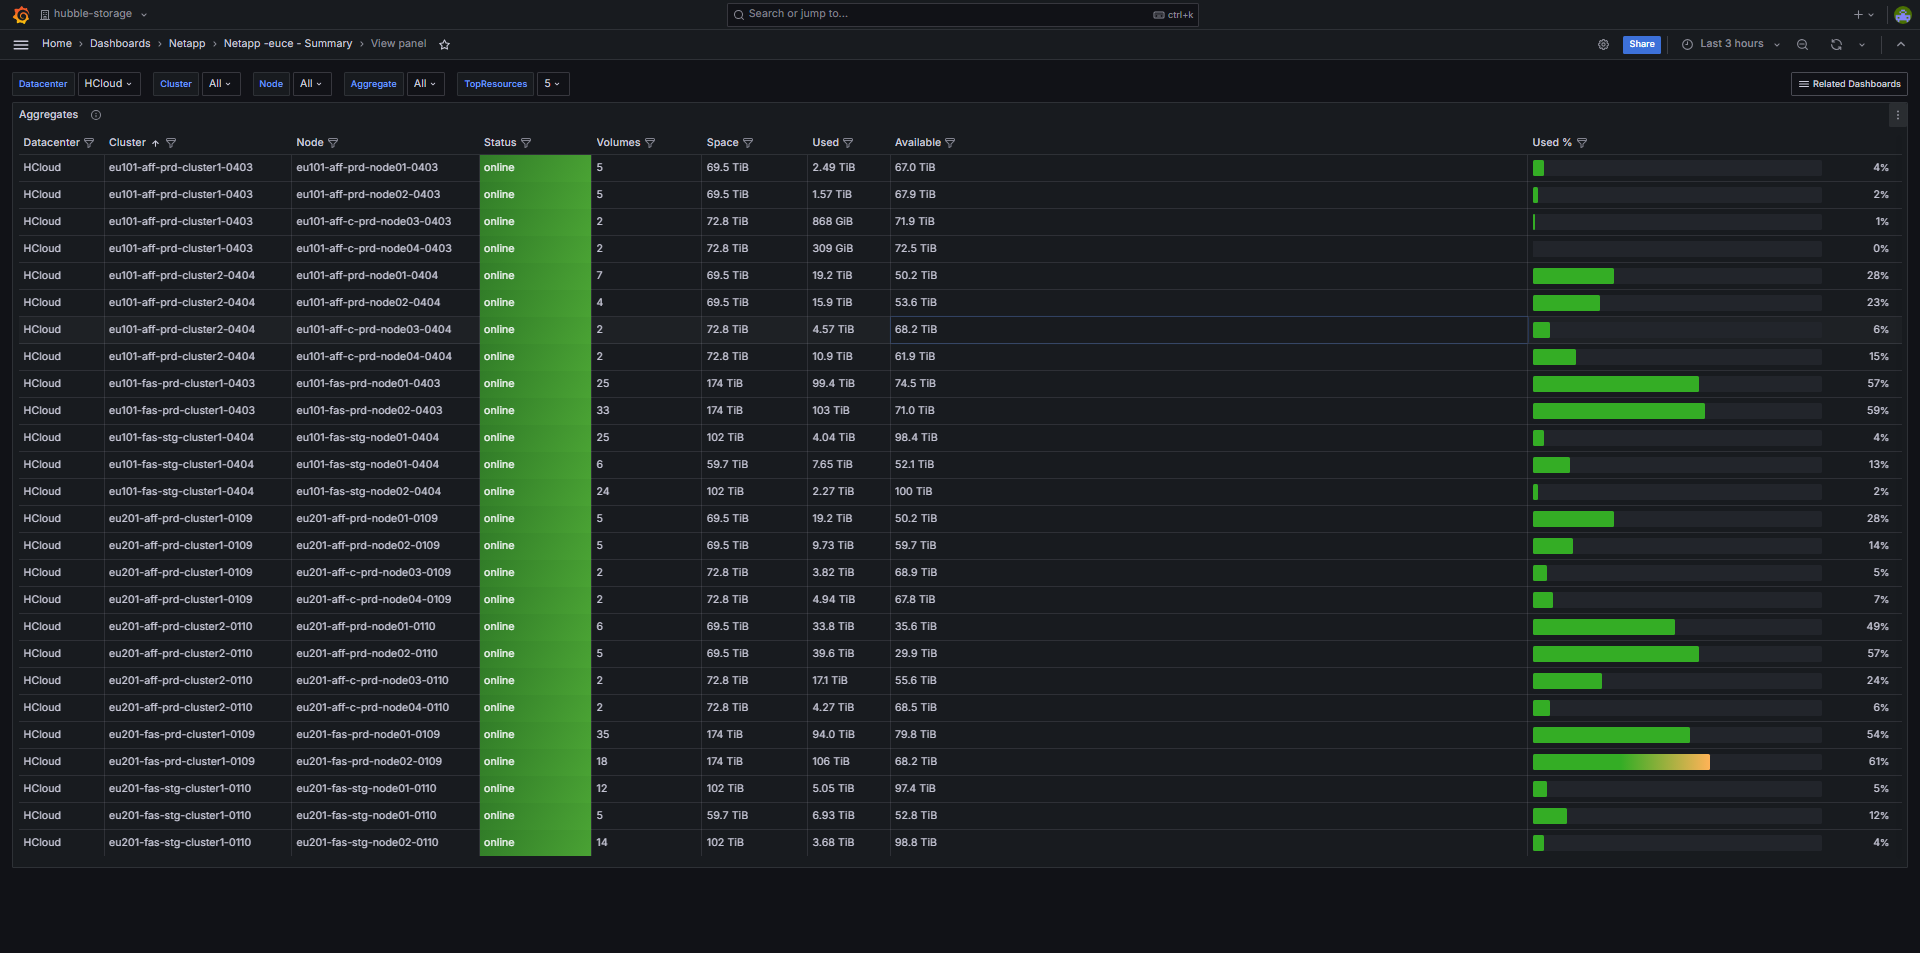 hubble-storage
Search or jump to...
ctrl+k
Home › Dashboards › Netapp › Netapp -euce - Summary › View panel
Share
Last 3 hours
Datacenter HCloud Cluster All Node All Aggregate All TopResources 5
Related Dashboards
Aggregates
Datacenter Cluster Node Status Volumes Space Used Available Used %
HCloud eu101-aff-prd-cluster1-0403 eu101-aff-prd-node01-0403 online 5 69.5 TiB 2.49 TiB 67.0 TiB 4%
HCloud eu101-aff-prd-cluster1-0403 eu101-aff-prd-node02-0403 online 5 69.5 TiB 1.57 TiB 67.9 TiB 2%
HCloud eu101-aff-prd-cluster1-0403 eu101-aff-c-prd-node03-0403 online 2 72.8 TiB 868 GiB 71.9 TiB 1%
HCloud eu101-aff-prd-cluster1-0403 eu101-aff-c-prd-node04-0403 online 2 72.8 TiB 309 GiB 72.5 TiB 0%
HCloud eu101-aff-prd-cluster2-0404 eu101-aff-prd-node01-0404 online 7 69.5 TiB 19.2 TiB 50.2 TiB 28%
HCloud eu101-aff-prd-cluster2-0404 eu101-aff-prd-node02-0404 online 4 69.5 TiB 15.9 TiB 53.6 TiB 23%
HCloud eu101-aff-prd-cluster2-0404 eu101-aff-c-prd-node03-0404 online 2 72.8 TiB 4.57 TiB 68.2 TiB 6%
HCloud eu101-aff-prd-cluster2-0404 eu101-aff-c-prd-node04-0404 online 2 72.8 TiB 10.9 TiB 61.9 TiB 15%
HCloud eu101-fas-prd-cluster1-0403 eu101-fas-prd-node01-0403 online 25 174 TiB 99.4 TiB 74.5 TiB 57%
HCloud eu101-fas-prd-cluster1-0403 eu101-fas-prd-node02-0403 online 33 174 TiB 103 TiB 71.0 TiB 59%
HCloud eu101-fas-stg-cluster1-0404 eu101-fas-stg-node01-0404 online 25 102 TiB 4.04 TiB 98.4 TiB 4%
HCloud eu101-fas-stg-cluster1-0404 eu101-fas-stg-node01-0404 online 6 59.7 TiB 7.65 TiB 52.1 TiB 13%
HCloud eu101-fas-stg-cluster1-0404 eu101-fas-stg-node02-0404 online 24 102 TiB 2.27 TiB 100 TiB 2%
HCloud eu201-aff-prd-cluster1-0109 eu201-aff-prd-node01-0109 online 5 69.5 TiB 19.2 TiB 50.2 TiB 28%
HCloud eu201-aff-prd-cluster1-0109 eu201-aff-prd-node02-0109 online 5 69.5 TiB 9.73 TiB 59.7 TiB 14%
HCloud eu201-aff-prd-cluster1-0109 eu201-aff-c-prd-node03-0109 online 2 72.8 TiB 3.82 TiB 68.9 TiB 5%
HCloud eu201-aff-prd-cluster1-0109 eu201-aff-c-prd-node04-0109 online 2 72.8 TiB 4.94 TiB 67.8 TiB 7%
HCloud eu201-aff-prd-cluster2-0110 eu201-aff-prd-node01-0110 online 6 69.5 TiB 33.8 TiB 35.6 TiB 49%
HCloud eu201-aff-prd-cluster2-0110 eu201-aff-prd-node02-0110 online 5 69.5 TiB 39.6 TiB 29.9 TiB 57%
HCloud eu201-aff-prd-cluster2-0110 eu201-aff-c-prd-node03-0110 online 2 72.8 TiB 17.1 TiB 55.6 TiB 24%
HCloud eu201-aff-prd-cluster2-0110 eu201-aff-c-prd-node04-0110 online 2 72.8 TiB 4.27 TiB 68.5 TiB 6%
HCloud eu201-fas-prd-cluster1-0109 eu201-fas-prd-node01-0109 online 35 174 TiB 94.0 TiB 79.8 TiB 54%
HCloud eu201-fas-prd-cluster1-0109 eu201-fas-prd-node02-0109 online 18 174 TiB 106 TiB 68.2 TiB 61%
HCloud eu201-fas-stg-cluster1-0110 eu201-fas-stg-node01-0110 online 12 102 TiB 5.05 TiB 97.4 TiB 5%
HCloud eu201-fas-stg-cluster1-0110 eu201-fas-stg-node01-0110 online 5 59.7 TiB 6.93 TiB 52.8 TiB 12%
HCloud eu201-fas-stg-cluster1-0110 eu201-fas-stg-node02-0110 online 14 102 TiB 3.68 TiB 98.8 TiB 4%